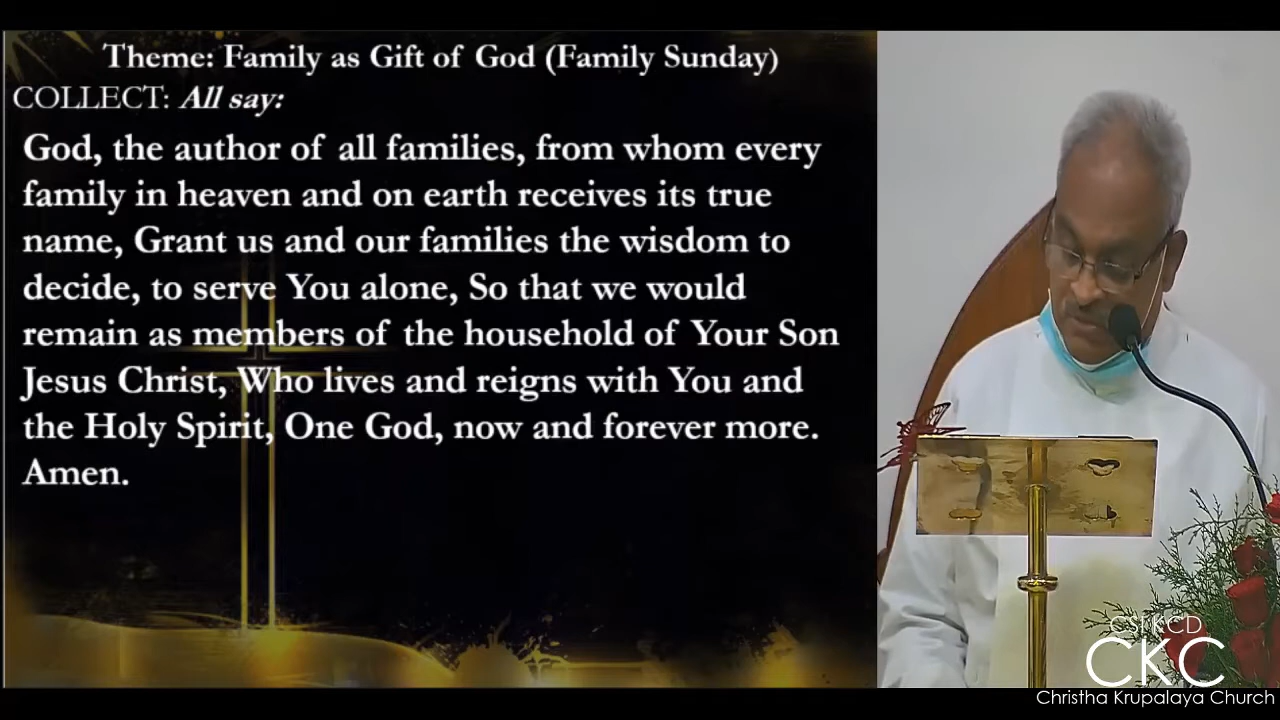 Theme: Family as Gift of God (Family Sunday)
COLLECT: All say:
God, the author of all families, from whom every
family in heaven and on earth receives its true
name, Grant us and our families the wisdom to
decide, to serve You alone, So that we would
remain as members of the household of Your Son
Jesus Christ, Who lives and reigns with You and
the Holy Spirit, One God, now and forever more.
Amen.
CSI KCD
CKC
Christha Krupalaya Church